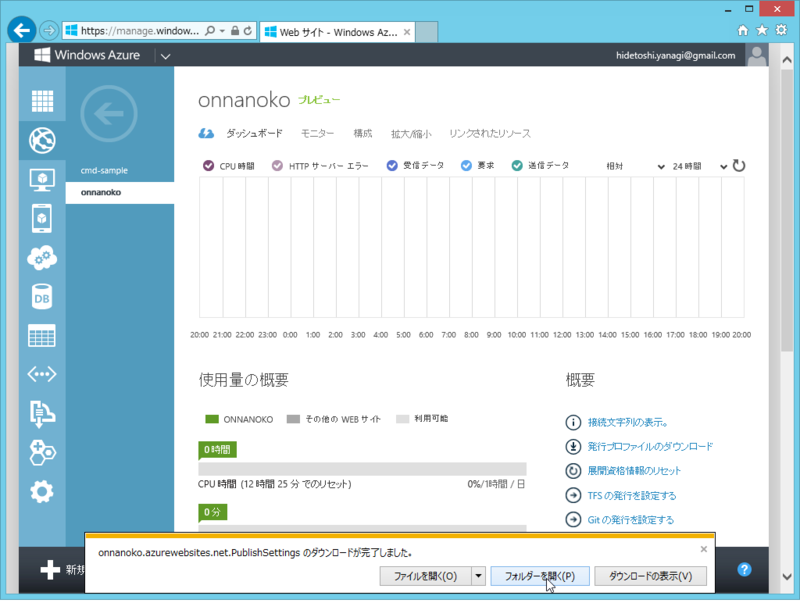 https://manage.window...
Web サイト - Windows Az...
Windows Azure
hidetoshi.yanagi@gmail.com
onnanoko プレビュー
ダッシュボード モニター 構成 拡大/縮小 リンクされたリソース
cmd-sample
onnanoko
CPU 時間 HTTP サーバー エラー 受信データ 要求 送信データ 相対 24 時間
20:00 21:00 22:00 23:00 0:00 1:00 2:00 3:00 4:00 5:00 6:00 7:00 8:00 9:00 10:00 11:00 12:00 13:00 14:00 15:00 16:00 17:00 18:00 19:00 20:00
使用量の概要
ONNANOKO その他の WEB サイト 利用可能
0 時間
CPU 時間 (12 時間 25 分 でのリセット) 0%/1時間 / 日
0 分
概要
接続文字列の表示。
発行プロファイルのダウンロード
展開資格情報のリセット
TFS の発行を設定する
Git の発行を設定する
DB
新規
onnanoko.azurewebsites.net.PublishSettings のダウンロードが完了しました。
ファイルを開く(O) フォルダーを開く(P) ダウンロードの表示(V)